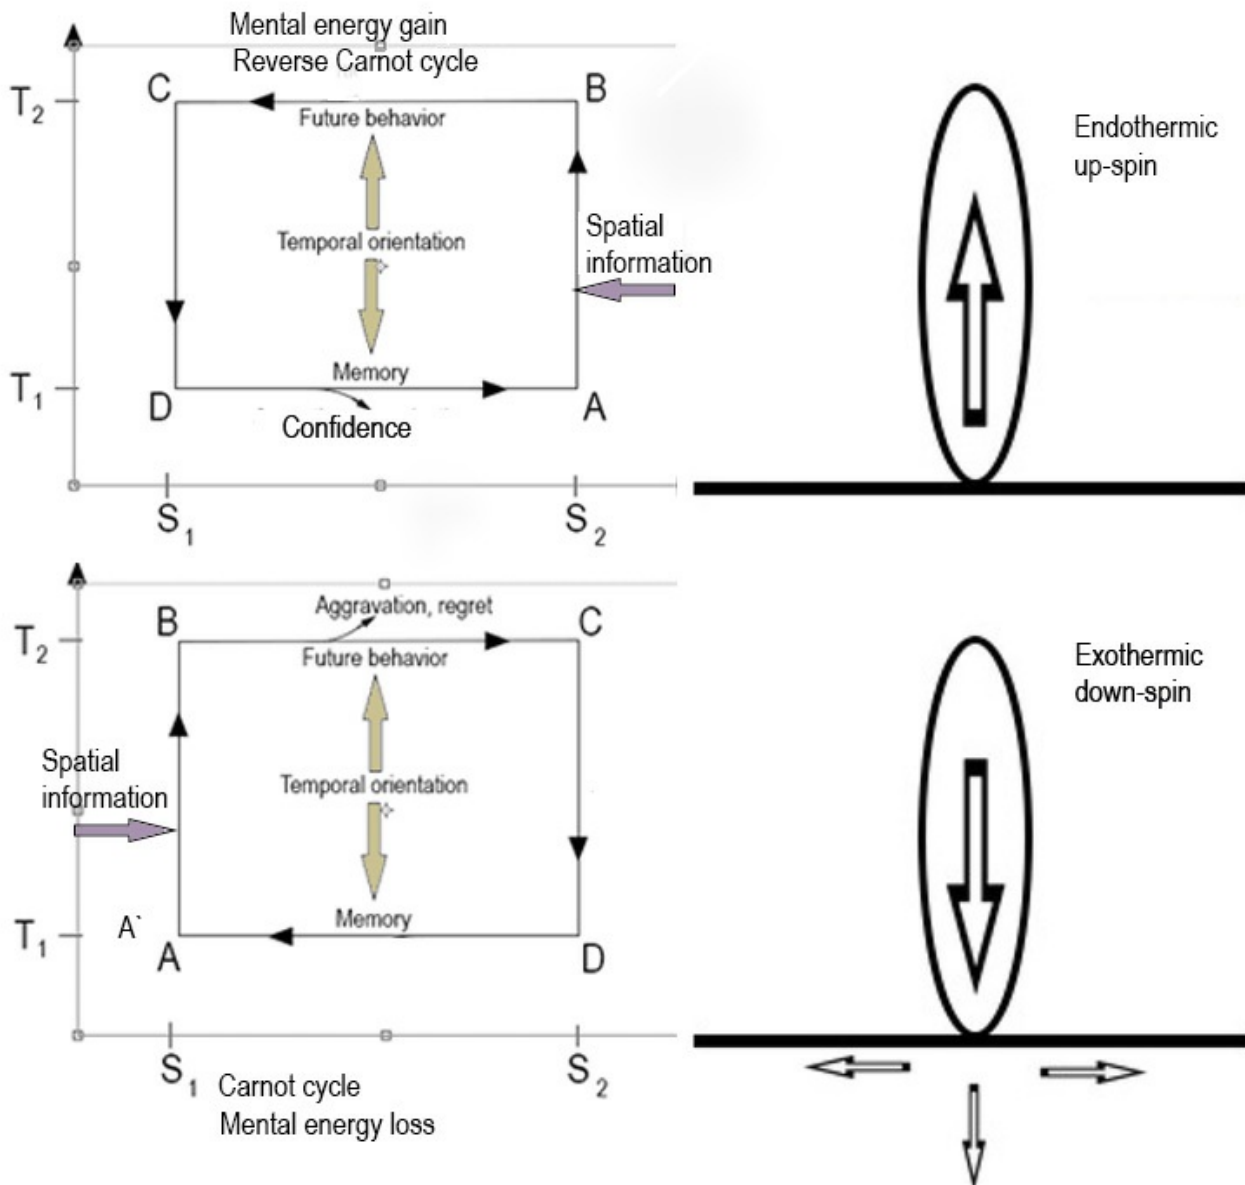 Mental energy gain
Reverse Carnot cycle
T2
C
B
Future behavior
Endothermic
up-spin
Spatial
information
Temporal orientation
Memory
T1
D
A
Confidence
S1
S2
Aggravation, regret
T2
B
C
Future behavior
Exothermic
down-spin
Spatial
information
Temporal orientation
Memory
A`
T1
A
D
S1
S2
Carnot cycle
Mental energy loss